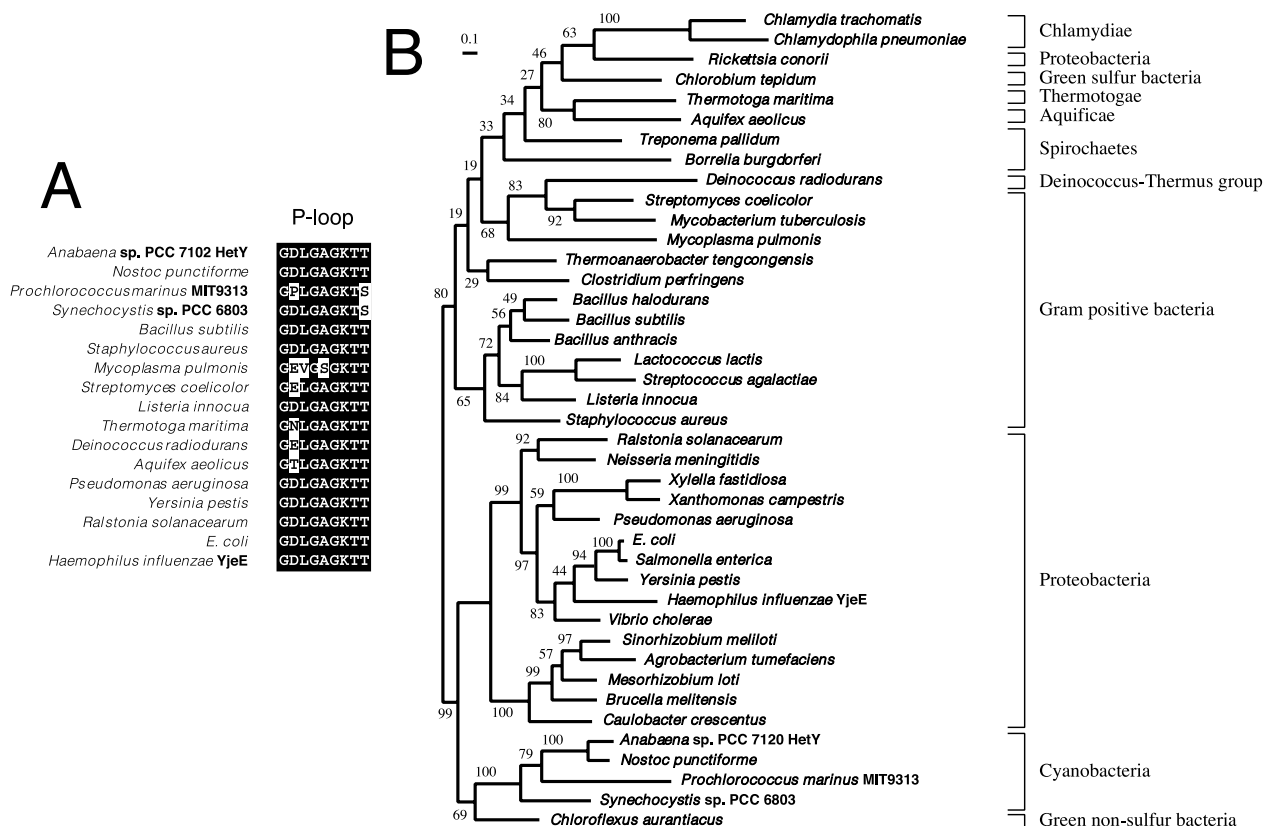 A
P-loop
Anabaena sp. PCC 7102 HetY GDLGAGKTT
Nostoc punctiforme GDLGAGKTT
Prochlorococcus marinus MIT9313 GPLGAGKTS
Synechocystis sp. PCC 6803 GDLGAGKTS
Bacillus subtilis GDLGAGKTT
Staphylococcus aureus GDLGAGKTT
Mycoplasma pulmonis GEVGSGKTT
Streptomyces coelicolor GELGAGKTT
Listeria innocua GDLGAGKTT
Thermotoga maritima GNLGAGKTT
Deinococcus radiodurans GELGAGKTT
Aquifex aeolicus GTLGAGKTT
Pseudomonas aeruginosa GDLGAGKTT
Yersinia pestis GDLGAGKTT
Ralstonia solanacearum GDLGAGKTT
E. coli GDLGAGKTT
Haemophilus influenzae YjeE GDLGAGKTT
B
0.1
100
63
46
27
80
34
33
19
83
92
68
19
29
80
49
56
72
100
84
65
92
99
59
100
97
100
94
44
83
97
57
99
100
99
100
79
100
69
Chlamydia trachomatis
Chlamydophila pneumoniae
Rickettsia conorii
Chlorobium tepidum
Thermotoga maritima
Aquifex aeolicus
Treponema pallidum
Borrelia burgdorferi
Deinococcus radiodurans
Streptomyces coelicolor
Mycobacterium tuberculosis
Mycoplasma pulmonis
Thermoanaerobacter tengcongensis
Clostridium perfringens
Bacillus halodurans
Bacillus subtilis
Bacillus anthracis
Lactococcus lactis
Streptococcus agalactiae
Listeria innocua
Staphylococcus aureus
Ralstonia solanacearum
Neisseria meningitidis
Xylella fastidiosa
Xanthomonas campestris
Pseudomonas aeruginosa
E. coli
Salmonella enterica
Yersinia pestis
Haemophilus influenzae YjeE
Vibrio cholerae
Sinorhizobium meliloti
Agrobacterium tumefaciens
Mesorhizobium loti
Brucella melitensis
Caulobacter crescentus
Anabaena sp. PCC 7120 HetY
Nostoc punctiforme
Prochlorococcus marinus MIT9313
Synechocystis sp. PCC 6803
Chloroflexus aurantiacus
Chlamydiae
Proteobacteria
Green sulfur bacteria
Thermotogae
Aquificae
Spirochaetes
Deinococcus-Thermus group
Gram positive bacteria
Proteobacteria
Cyanobacteria
Green non-sulfur bacteria